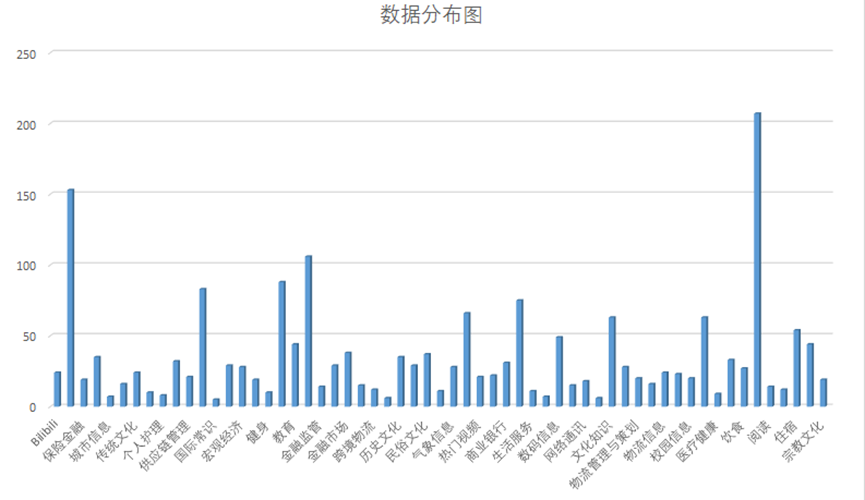 数据分布图
250
200
150
100
50
0
Bilibili
保险金融
城市信息
传统文化
个人护理
供应链管理
国际常识
宏观经济
健身
教育
金融监管
金融市场
跨境物流
历史文化
民俗文化
气象信息
热门视频
商业银行
生活服务
数码信息
网络通讯
文化知识
物流管理与策划
物流信息
校园信息
医疗健康
饮食
阅读
住宿
宗教文化